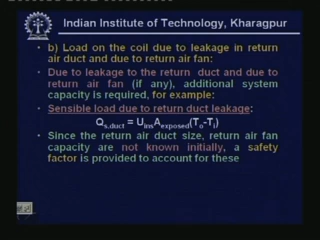 Indian Institute of Technology, Kharagpur
• b) Load on the coil due to leakage in return
air duct and due to return air fan:
• Due to leakage to the return duct and due to
return air fan (if any), additional system
capacity is required, for example:
• Sensible load due to return duct leakage:
Qs,duct = UinsAexposed(To-Ti)
• Since the return air duct size, return air fan
capacity are not known initially, a safety
factor is provided to account for these